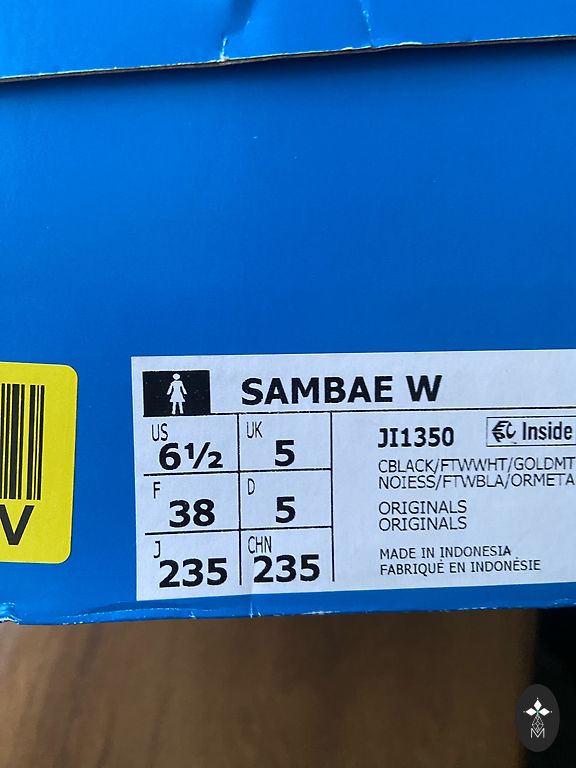 SAMBAE W
US 6½ UK 5
F 38 D 5
J 235 CHN 235
JI1350
Inside
CBLACK/FTWWHT/GOLDMT
NOIESS/FTWBLA/ORMETA
ORIGINALS
ORIGINALS
MADE IN INDONESIA
FABRIQUÉ EN INDONÉSIE
V
M